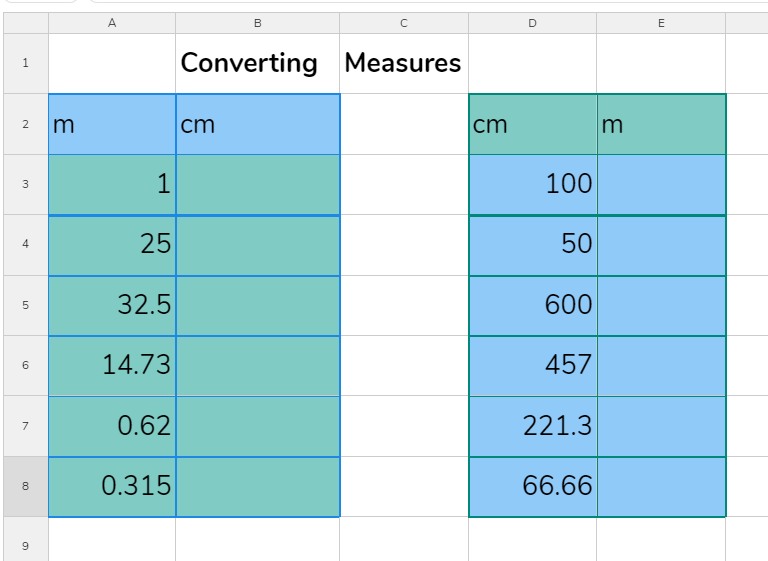 A B C D E
1 Converting Measures
2 m cm cm m
3 1 100
4 25 50
5 32.5 600
6 14.73 457
7 0.62 221.3
8 0.315 66.66
9